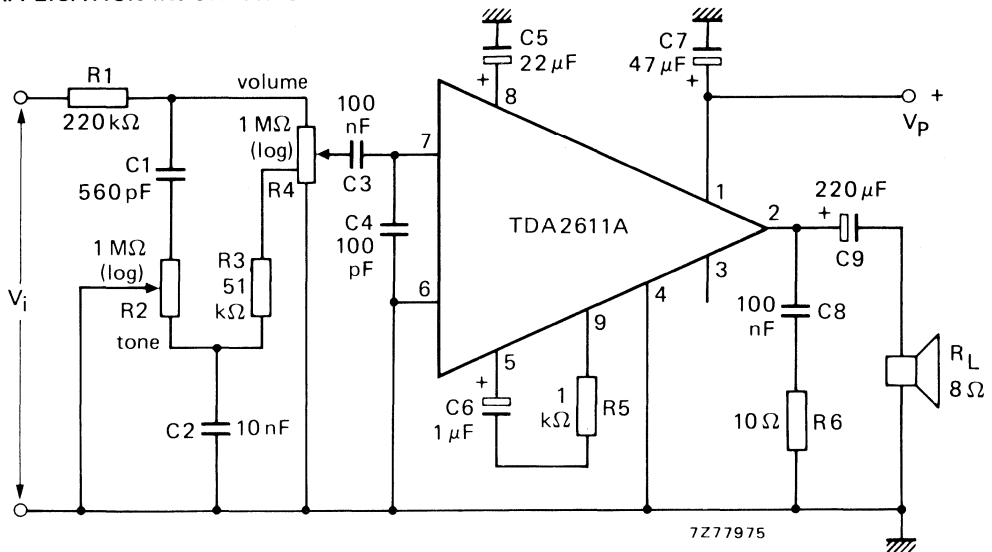 R1
220 kΩ
volume
1 MΩ
(log)
R4
C1
560 pF
1 MΩ
(log)
R2
tone
R3
51
kΩ
C2
10 nF
Vi
100
nF
C3
C4
100
pF
7
6
C5
22 µF
+
8
TDA2611A
C7
47 µF
+
+
VP
1
2
3
4
9
5
+
C6
1 µF
1
kΩ
R5
220 µF
+
C9
100
nF
C8
10 Ω
R6
RL
8 Ω
7Z77975